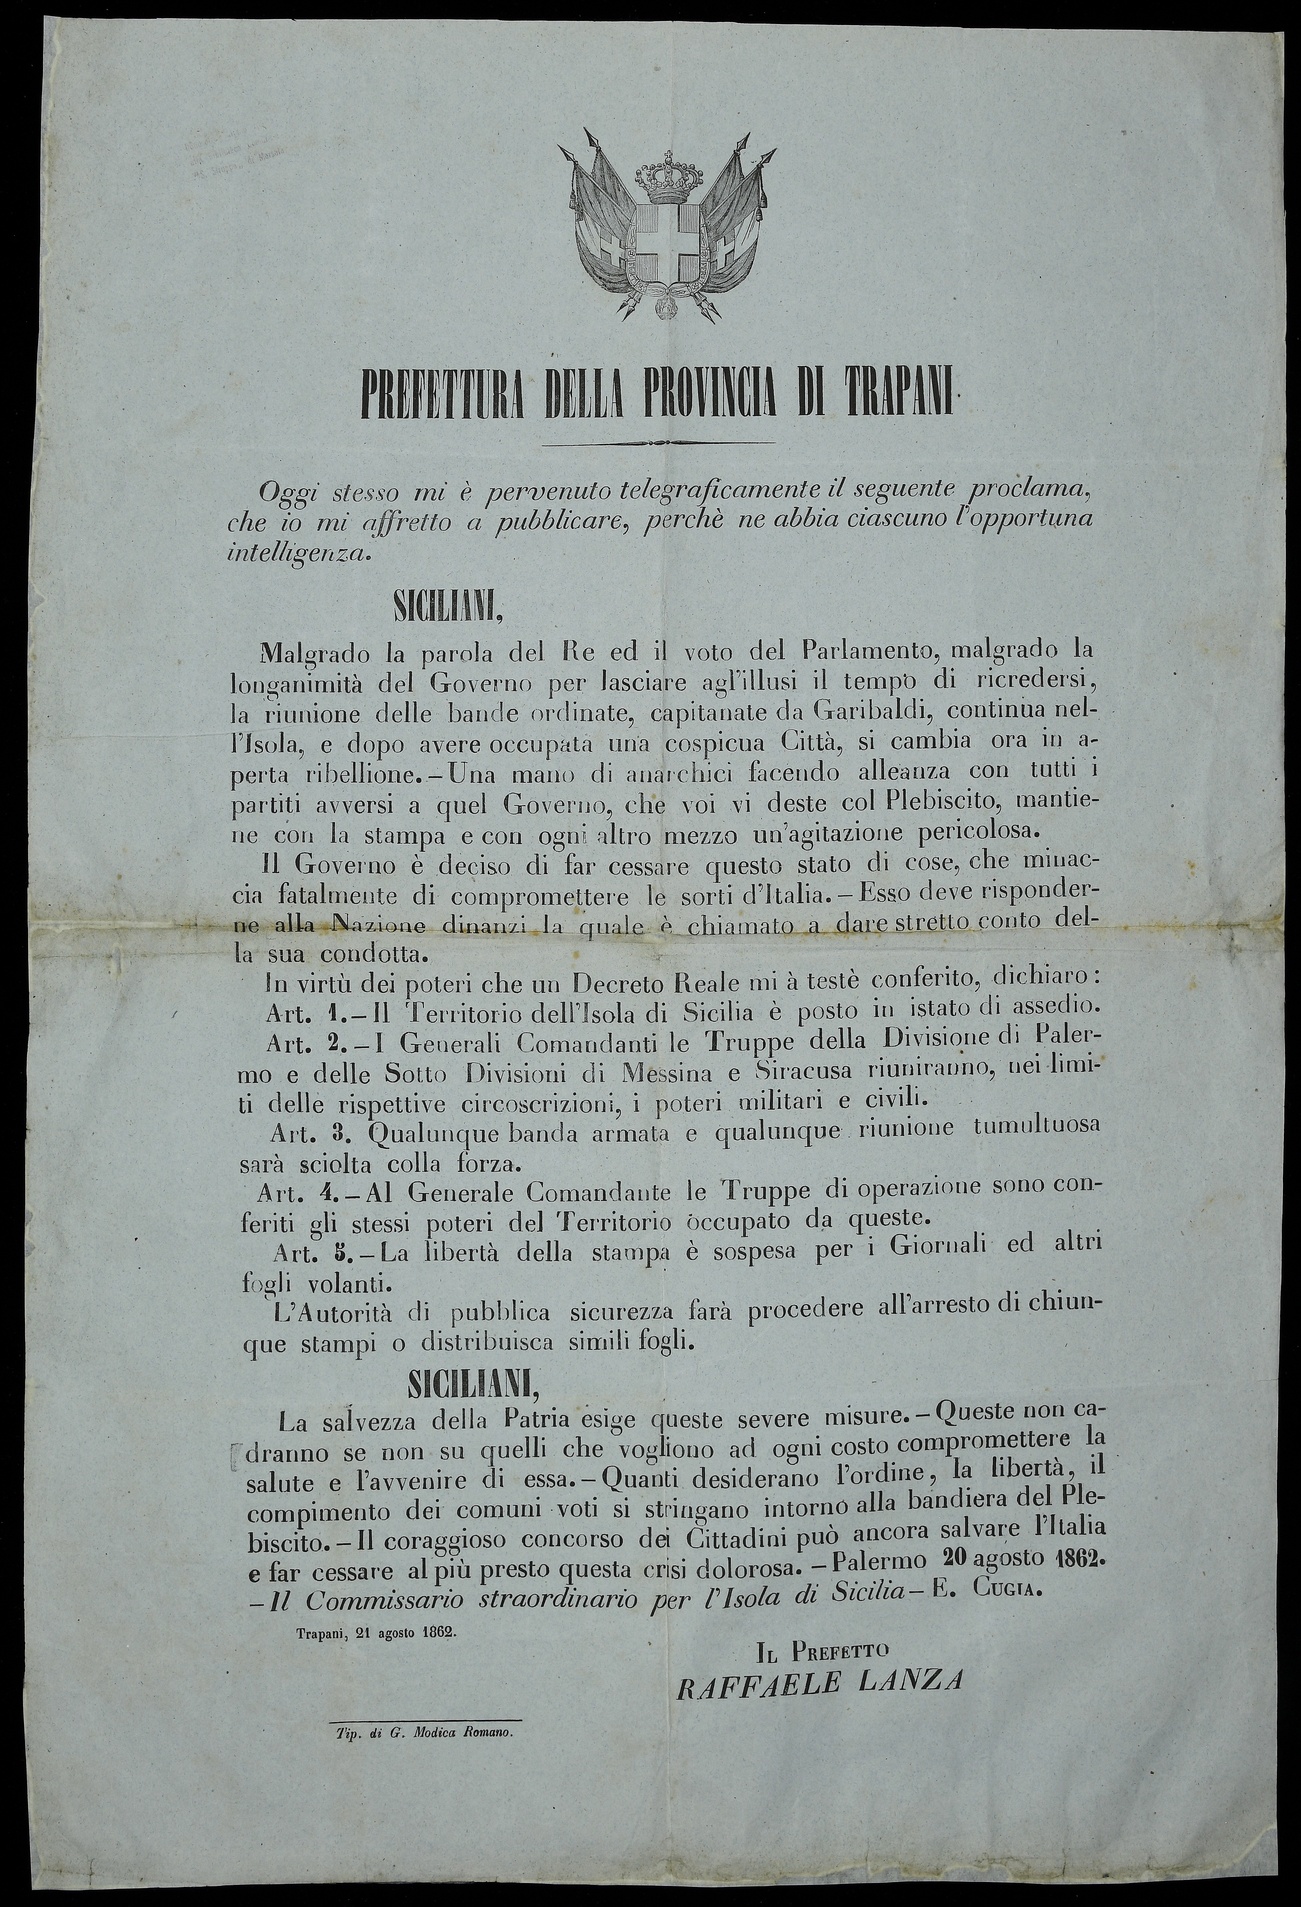 PREFETTURA DELLA PROVINCIA DI TRAPANI
Oggi stesso mi è pervenuto telegraficamente il seguente proclama,
che io mi affretto a pubblicare, perchè ne abbia ciascuno l'opportuna
intelligenza.
SICILIANI,
Malgrado la parola del Re ed il voto del Parlamento, malgrado la
longanimità del Governo per lasciare agl'illusi il tempo di ricredersi,
la riunione delle bande ordinate, capitanate da Garibaldi, continua nel-
l'Isola, e dopo avere occupata una cospicua Città, si cambia ora in a-
perta ribellione.—Una mano di anarchici facendo alleanza con tutti i
partiti avversi a quel Governo, che voi vi deste col Plebiscito, mantie-
ne con la stampa e con ogni altro mezzo un'agitazione pericolosa.
Il Governo è deciso di far cessare questo stato di cose, che minac-
cia fatalmente di compromettere le sorti d'Italia.—Esso deve risponder-
ne alla Nazione dinanzi la quale è chiamato a dare stretto conto del-
la sua condotta.
In virtù dei poteri che un Decreto Reale mi à testè conferito, dichiaro:
Art. 1.—Il Territorio dell'Isola di Sicilia è posto in istato di assedio.
Art. 2.—I Generali Comandanti le Truppe della Divisione di Paler-
mo e delle Sotto Divisioni di Messina e Siracusa riuniranno, nei limi-
ti delle rispettive circoscrizioni, i poteri militari e civili.
Art. 3. Qualunque banda armata e qualunque riunione tumultuosa
sarà sciolta colla forza.
Art. 4.—Al Generale Comandante le Truppe di operazione sono con-
feriti gli stessi poteri del Territorio occupato da queste.
Art. 5.—La libertà della stampa è sospesa per i Giornali ed altri
fogli volanti.
L'Autorità di pubblica sicurezza farà procedere all'arresto di chiun-
que stampi o distribuisca simili fogli.
SICILIANI,
La salvezza della Patria esige queste severe misure.—Queste non ca-
dranno se non su quelli che vogliono ad ogni costo compromettere la
salute e l'avvenire di essa.—Quanti desiderano l'ordine, la libertà, il
compimento dei comuni voti si stringano intorno alla bandiera del Ple-
biscito.—Il coraggioso concorso dei Cittadini può ancora salvare l'Italia
e far cessare al più presto questa crisi dolorosa.—Palermo 20 agosto 1862.
—Il Commissario straordinario per l'Isola di Sicilia—E. CUGIA.
Trapani, 21 agosto 1862.
IL PREFETTO
RAFFAELE LANZA
Tip. di G. Modica Romano.